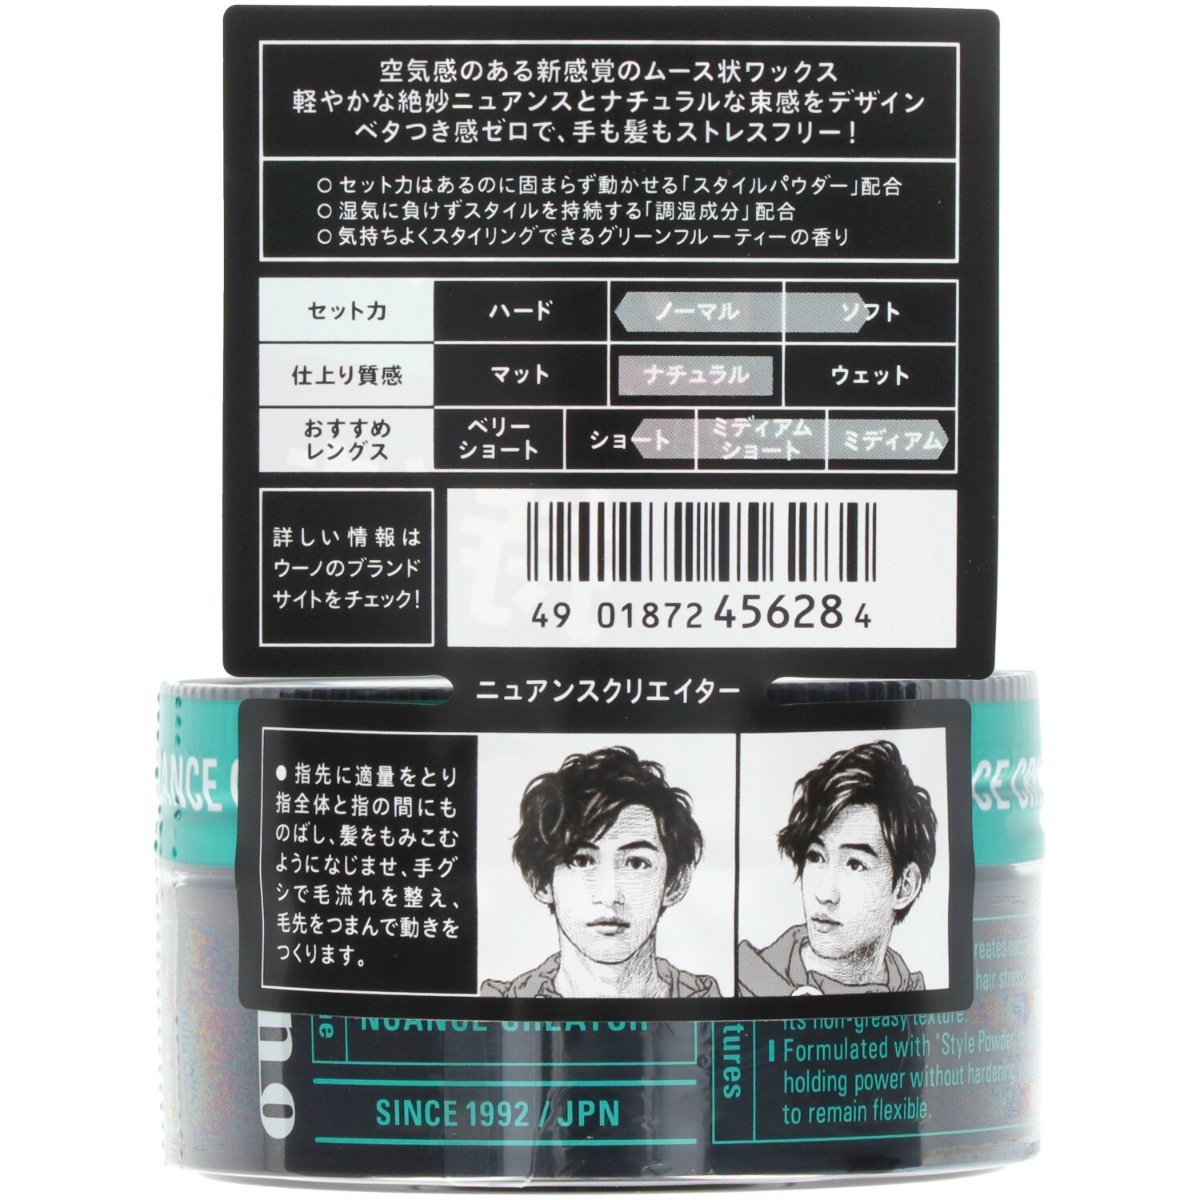 空気感のある新感覚のムース状ワックス
軽やかな絶妙ニュアンスとナチュラルな束感をデザイン
ベタつき感ゼロで、手も髪もストレスフリー!
○セット力はあるのに固まらず動かせる「スタイルパウダー」配合
○湿気に負けずスタイルを持続する「調湿成分」配合
○気持ちよくスタイリングできるグリーンフルーティーの香り
セット力 ハード ノーマル ソフト
仕上り質感 マット ナチュラル ウェット
おすすめ
レングス
ベリー
ショート
ショート
ミディアム
ショート
ミディアム
詳しい情報は
ウーノのブランド
サイトをチェック!
49 01872 45628 4
ニュアンスクリエイター
●指先に適量をとり
指全体と指の間にも
のばし、髪をもみこむ
ようになじませ、手グ
シで毛流れを整え、
毛先をつまんで動きを
つくります。
NUANCE CREATOR
SINCE 1992 / JPN
hair stress
its non-greasy texture.
Formulated with "Style Powder,
holding power without hardening,
to remain flexible.